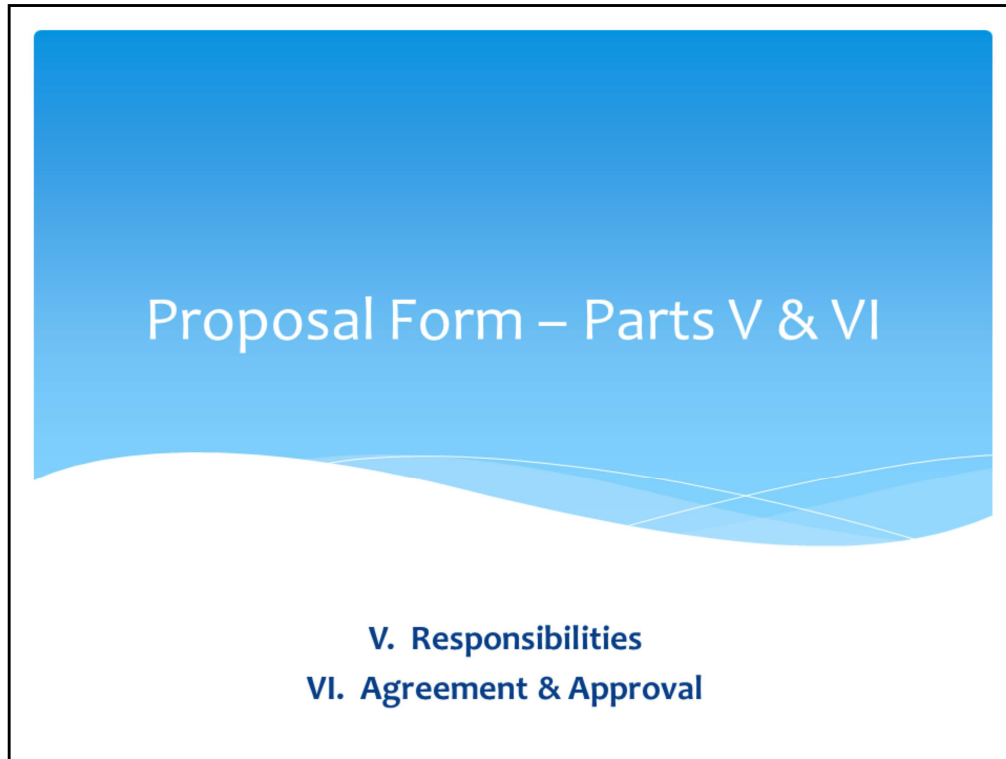 Proposal Form – Parts V & VI
V. Responsibilities
VI. Agreement & Approval